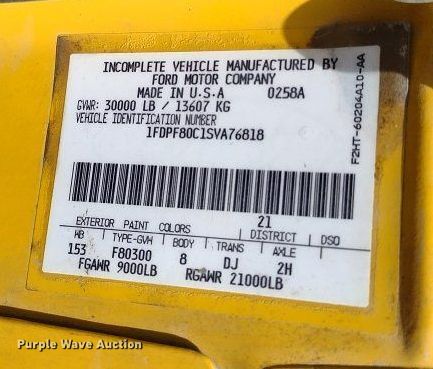 INCOMPLETE VEHICLE MANUFACTURED BY
FORD MOTOR COMPANY
MADE IN U.S.A 0258A
GVWR: 30000 LB / 13607 KG
VEHICLE IDENTIFICATION NUMBER
1FDPF80C1SVA76818
F2HT-60204A10-AA
21
EXTERIOR PAINT COLORS DISTRICT DSO
WB TYPE-GVW BODY TRANS AXLE
153 F80300 8 DJ 2H
FGAWR 9000LB RGAWR 21000LB
Purple Wave Auction